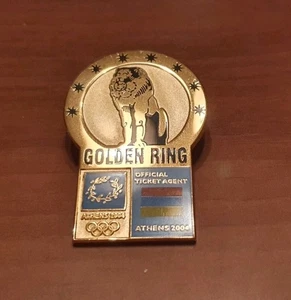 GOLDEN RING
OFFICIAL
TICKET AGENT
ATHENS 2004
ATHENS 2004